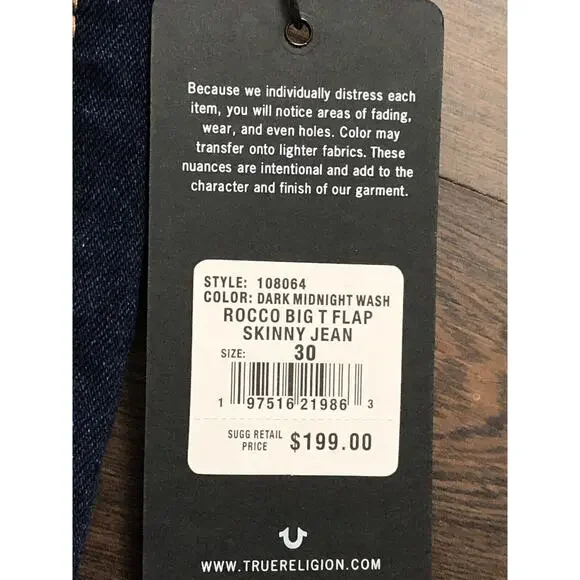 Because we individually distress each
item, you will notice areas of fading,
wear, and even holes. Color may
transfer onto lighter fabrics. These
nuances are intentional and add to the
character and finish of our garment.
STYLE: 108064
COLOR: DARK MIDNIGHT WASH
ROCCO BIG T FLAP
SKINNY JEAN
SIZE: 30
1 97516 21986 3
SUGG RETAIL
PRICE $199.00
WWW.TRUERELIGION.COM